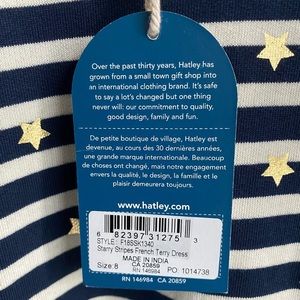 Over the past thirty years, Hatley has
grown from a small town gift shop into
an international clothing brand. It's safe
to say a lot's changed but one thing
never will: our commitment to quality,
good design, family and fun.
De petite boutique de village, Hatley est
devenue, au cours des 30 dernières années,
une grande marque internationale. Beaucoup
de choses ont changé, mais notre engagement
envers la qualité, le design, la famille et le
plaisir demeurera toujours.
www.hatley.com
6 82397 31275 3
STYLE: F18SSK1340
Starry Stripes French Terry Dress
MADE IN INDIA
CA 20859
Size: 8 RN 146984 PO: 1014738
RN 146984 CA 20859